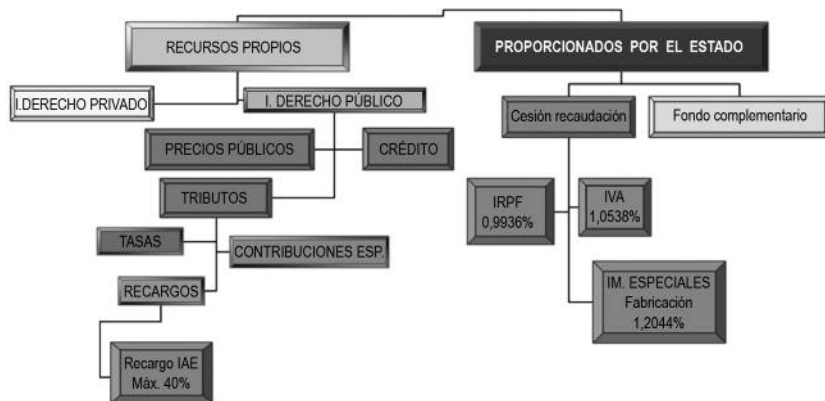 RECURSOS PROPIOS
PROPORCIONADOS POR EL ESTADO
I.DERECHO PRIVADO
I. DERECHO PÚBLICO
Cesión recaudación
Fondo complementario
PRECIOS PÚBLICOS
CRÉDITO
TRIBUTOS
IRPF
0,9936%
IVA
1,0538%
TASAS
CONTRIBUCIONES ESP.
RECARGOS
IM. ESPECIALES
Fabricación
1,2044%
Recargo IAE
Máx. 40%